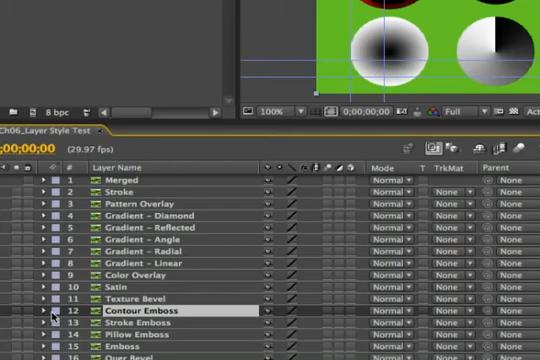 8 bpc 100% 0;00;00;00 Full
Ch06_Layer Style Test
;00;00;00 (29.97 fps)
# Layer Name Mode T TrkMat Parent
1 Merged Normal None
2 Stroke Normal None None
3 Pattern Overlay Normal None None
4 Gradient - Diamond Normal None None
5 Gradient - Reflected Normal None None
6 Gradient - Angle Normal None None
7 Gradient - Radial Normal None None
8 Gradient - Linear Normal None None
9 Color Overlay Normal None None
10 Satin Normal None None
11 Texture Bevel Normal None None
12 Contour Emboss Normal None None
13 Stroke Emboss Normal None None
14 Pillow Emboss Normal None None
15 Emboss Normal None None
16 Normal None None